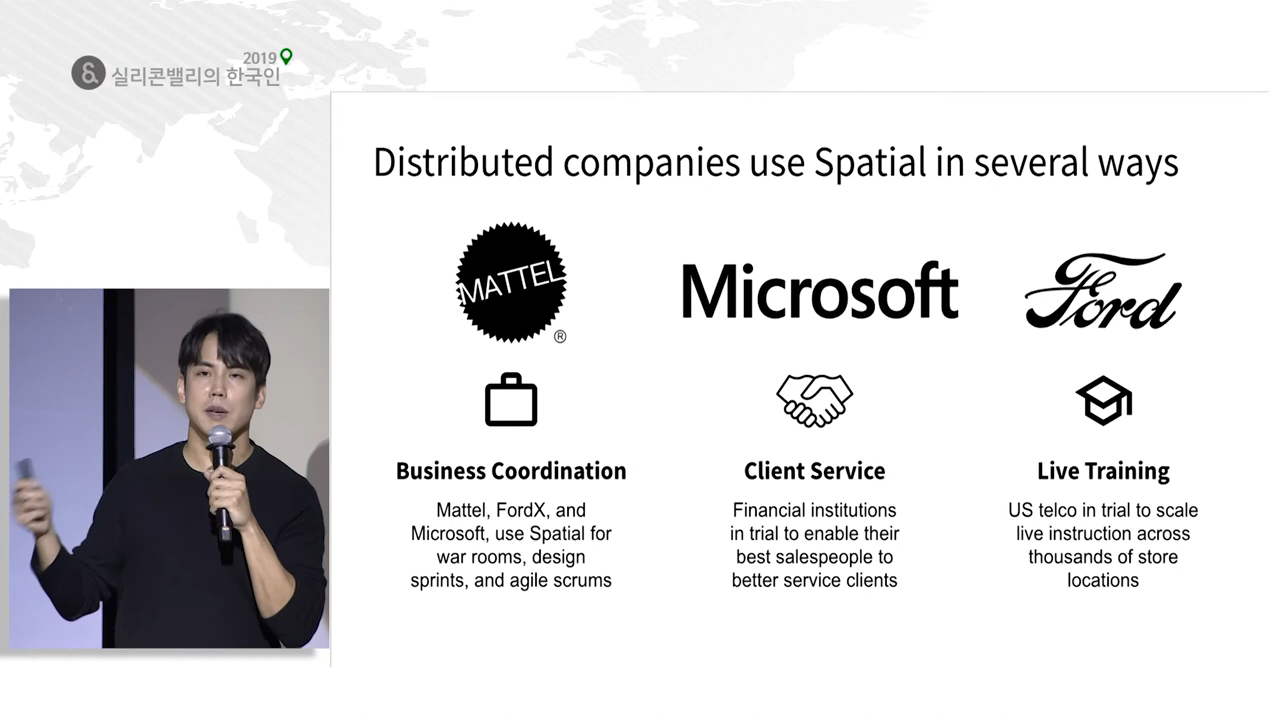 2019
& 실리콘밸리의 한국인
Distributed companies use Spatial in several ways
MATTEL
®
Microsoft
Ford
Business Coordination
Mattel, FordX, and
Microsoft, use Spatial for
war rooms, design
sprints, and agile scrums
Client Service
Financial institutions
in trial to enable their
best salespeople to
better service clients
Live Training
US telco in trial to scale
live instruction across
thousands of store
locations